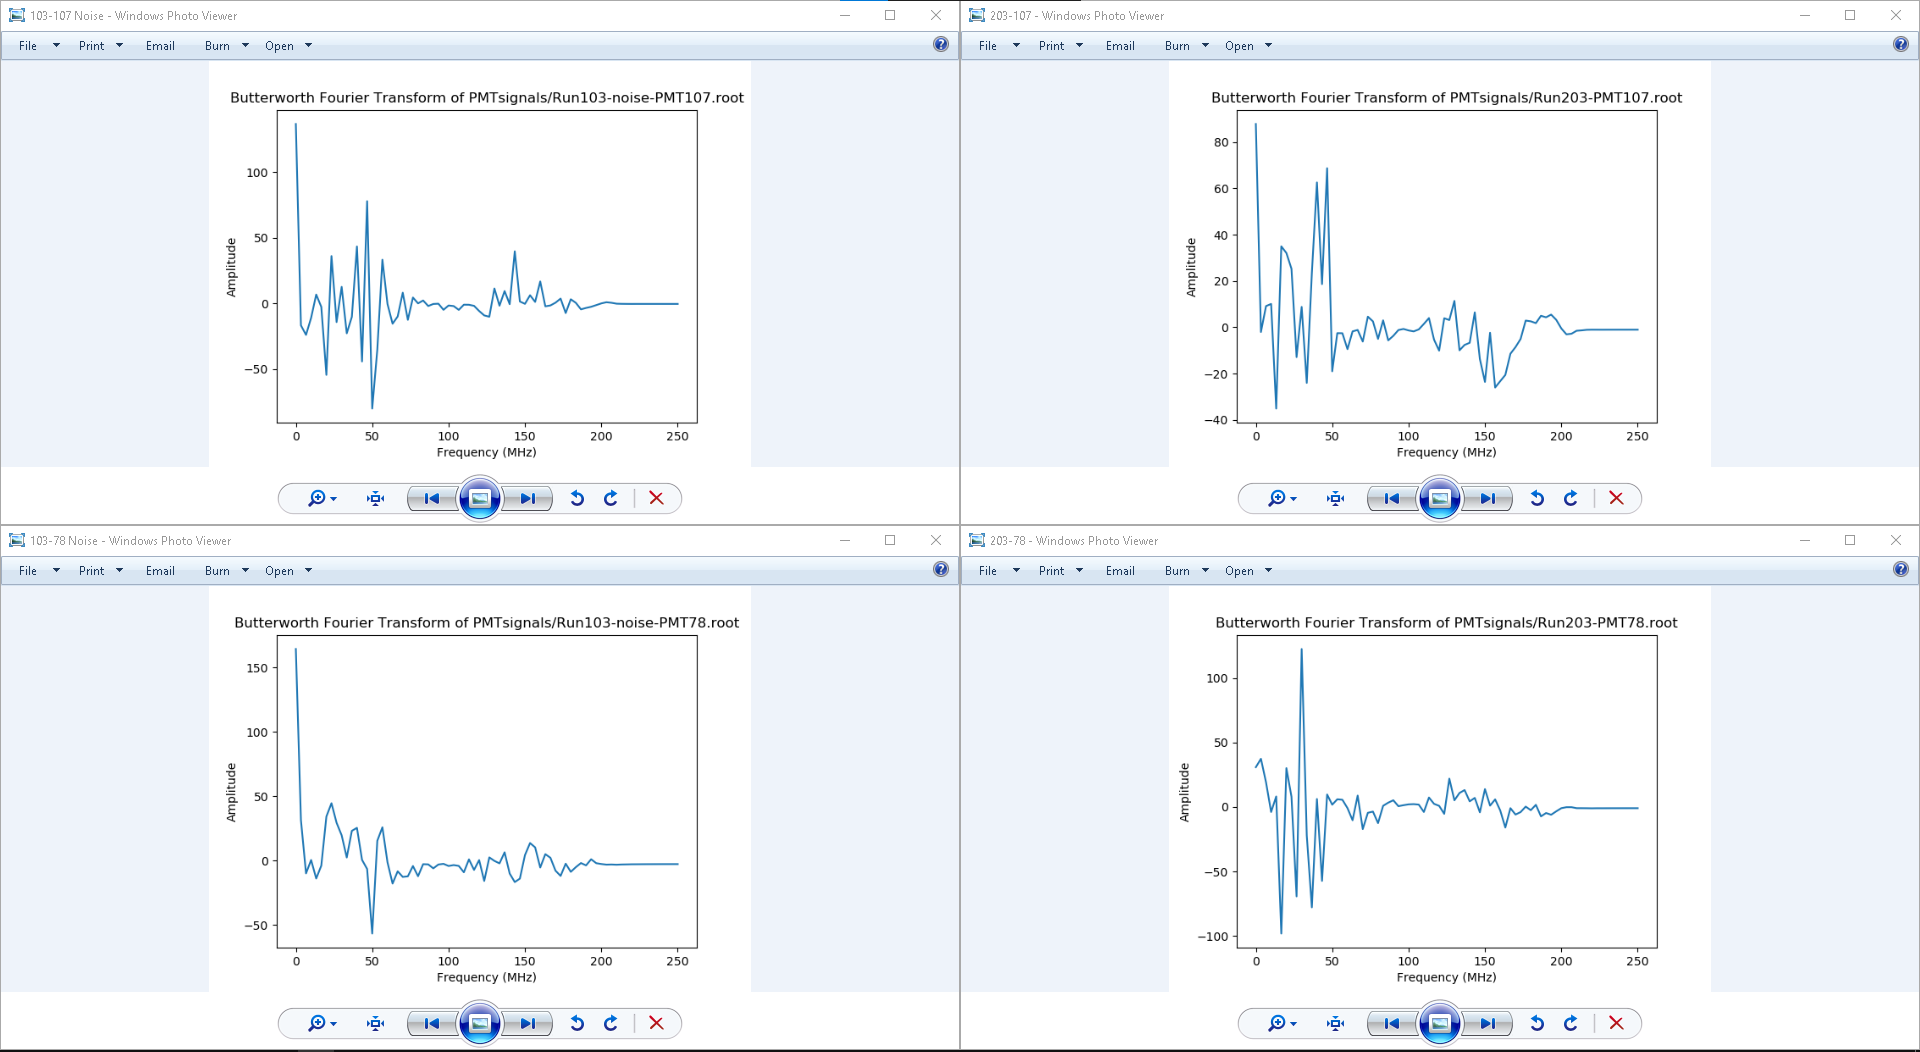 103-107 Noise - Windows Photo Viewer
File Print Email Burn Open
Butterworth Fourier Transform of PMTsignals/Run103-noise-PMT107.root
100
50
0
−50
Amplitude
0 50 100 150 200 250
Frequency (MHz)
203-107 - Windows Photo Viewer
File Print Email Burn Open
Butterworth Fourier Transform of PMTsignals/Run203-PMT107.root
80
60
40
20
0
−20
−40
Amplitude
0 50 100 150 200 250
Frequency (MHz)
103-78 Noise - Windows Photo Viewer
File Print Email Burn Open
Butterworth Fourier Transform of PMTsignals/Run103-noise-PMT78.root
150
100
50
0
−50
Amplitude
0 50 100 150 200 250
Frequency (MHz)
203-78 - Windows Photo Viewer
File Print Email Burn Open
Butterworth Fourier Transform of PMTsignals/Run203-PMT78.root
100
50
0
−50
−100
Amplitude
0 50 100 150 200 250
Frequency (MHz)